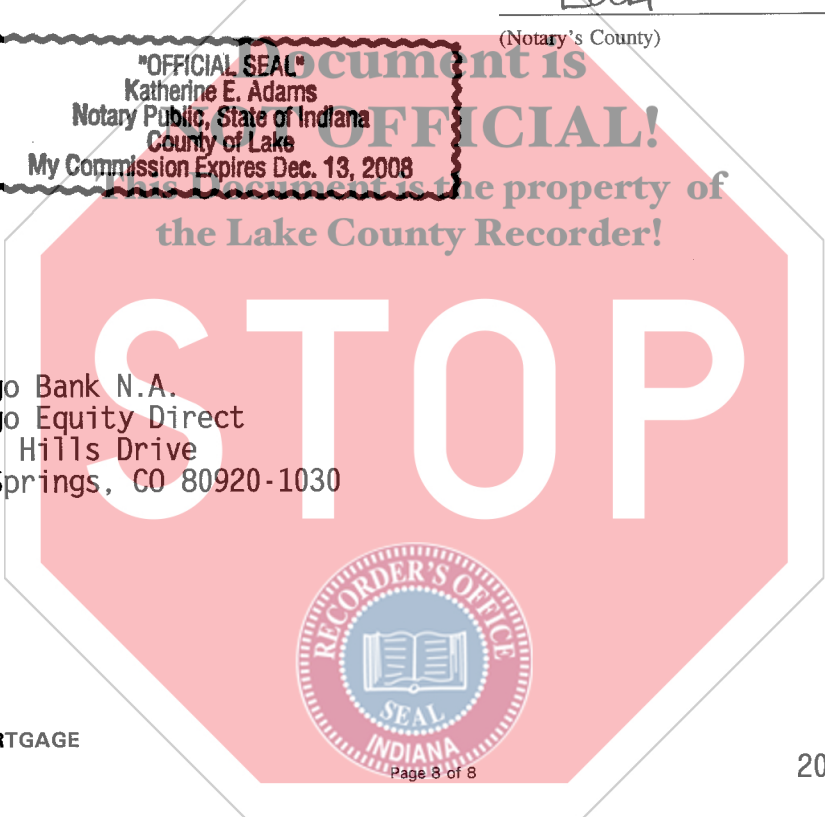 (Notary's County)
"OFFICIAL SEAL"
Katherine E. Adams
Notary Public, State of Indiana
County of Lake
My Commission Expires Dec. 13, 2008
Document is
NOT OFFICIAL!
This Document is the property of
the Lake County Recorder!
STOP
go Bank N.A.
go Equity Direct
Hills Drive
Springs, CO 80920-1030
RECORDER'S OFFICE
SEAL
INDIANA
RTGAGE
Page 8 of 8
20